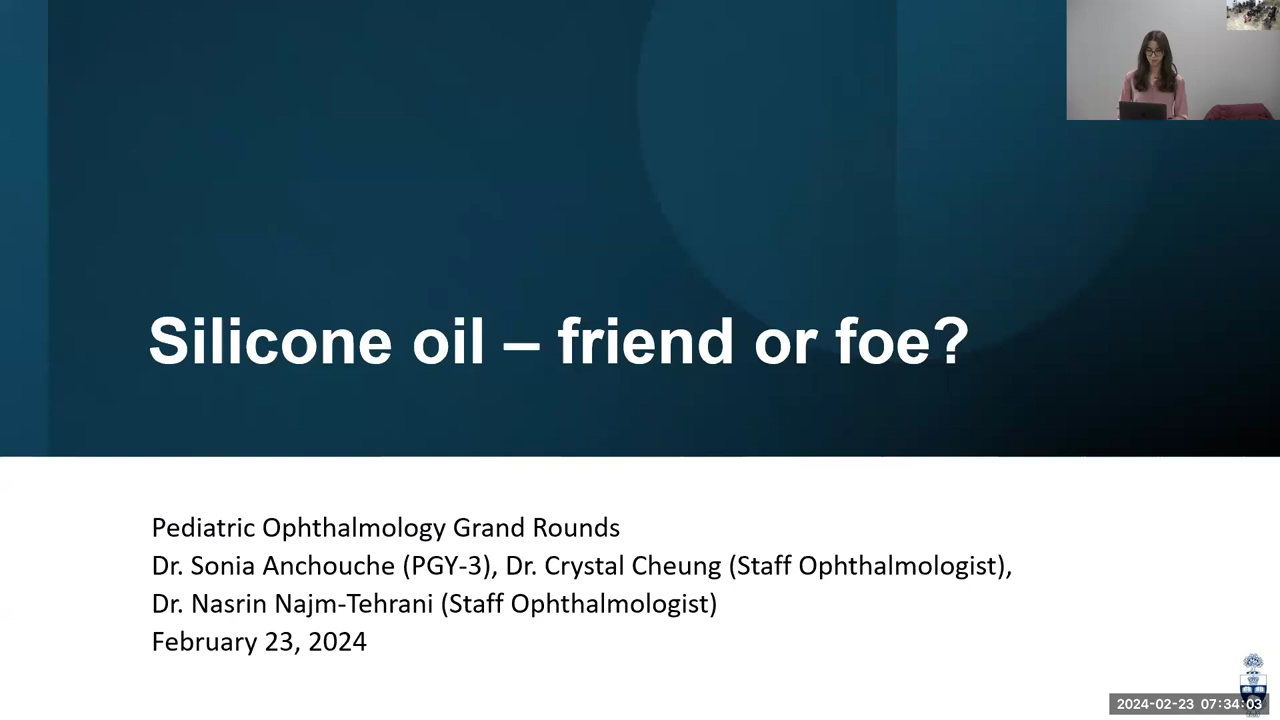 Silicone oil – friend or foe?
Pediatric Ophthalmology Grand Rounds
Dr. Sonia Anchouche (PGY-3), Dr. Crystal Cheung (Staff Ophthalmologist),
Dr. Nasrin Najm-Tehrani (Staff Ophthalmologist)
February 23, 2024
2024-02-23 07:34:03